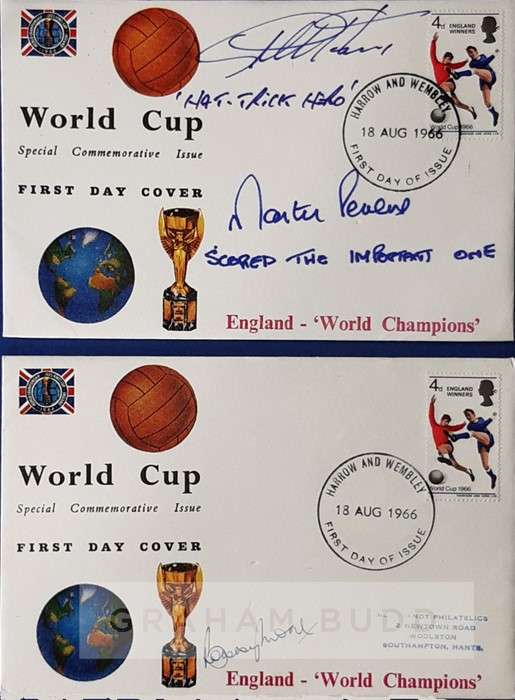 4d ENGLAND WINNERS
World Cup 1966
'HAT-TRICK HERO'
HARROW AND WEMBLEY
18 AUG 1966
FIRST DAY OF ISSUE
World Cup
Special Commemorative Issue
FIRST DAY COVER
Martin Peters
SCORED THE IMPORTANT ONE
England - 'World Champions'
4d ENGLAND WINNERS
World Cup 1966
HARROW AND WEMBLEY
18 AUG 1966
FIRST DAY OF ISSUE
World Cup
Special Commemorative Issue
FIRST DAY COVER
GRAHAM BUDD
PHILATELICS
NEWTOWN ROAD
WOOLSTON
SOUTHAMPTON, HANTS.
Bobby Moore
England - 'World Champions'